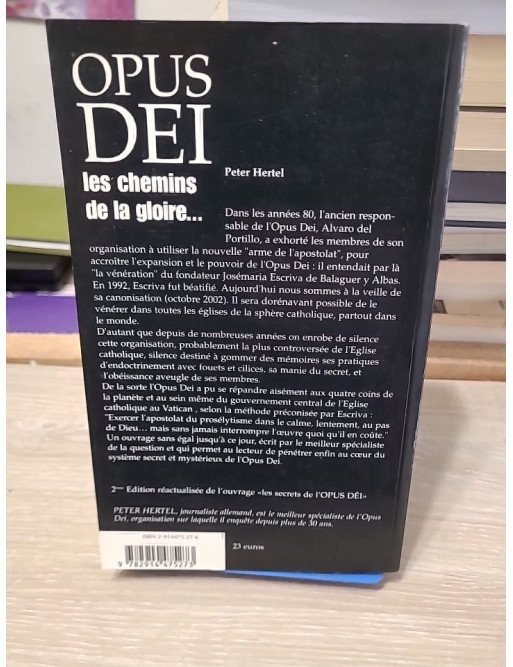 OPUS
DEI
les chemins
de la gloire...
Peter Hertel
Dans les années 80, l'ancien respon-
sable de l'Opus Dei, Alvaro del
Portillo, a exhorté les membres de son
organisation à utiliser la nouvelle "arme de l'apostolat", pour
accroître l'expansion et le pouvoir de l'Opus Dei : il entendait par là
"la vénération" du fondateur Josémaria Escriva de Balaguer y Albas.
En 1992, Escriva fut béatifié. Aujourd'hui nous sommes à la veille de
sa canonisation (octobre 2002). Il sera dorénavant possible de le
vénérer dans toutes les églises de la sphère catholique, partout dans
le monde.
D'autant que depuis de nombreuses années on enrobe de silence
cette organisation, probablement la plus controversée de l'Eglise
catholique, silence destiné à gommer des mémoires ses pratiques
d'endoctrinement avec fouets et cilices, sa manie du secret, et
l'obéissance aveugle de ses membres.
De la sorte l'Opus Dei a pu se répandre aisément aux quatre coins de
la planète et au sein même du gouvernement central de l'Eglise
catholique au Vatican , selon la méthode préconisée par Escriva :
"Exercer l'apostolat du prosélytisme dans le calme, lentement, au pas
de Dieu... mais sans jamais interrompre l'œuvre quoi qu'il en coûte."
Un ouvrage sans égal jusqu'à ce jour, écrit par le meilleur spécialiste
de la question et qui permet au lecteur de pénétrer enfin au cœur du
système secret et mystérieux de l'Opus Dei.
2ème Edition réactualisée de l'ouvrage «les secrets de l'OPUS DÉI»
PETER HERTEL, journaliste allemand, est le meilleur spécialiste de l'Opus
Dei, organisation sur laquelle il enquête depuis plus de 30 ans.
ISBN 2-914475-27-6
9 782914 475273
23 euros